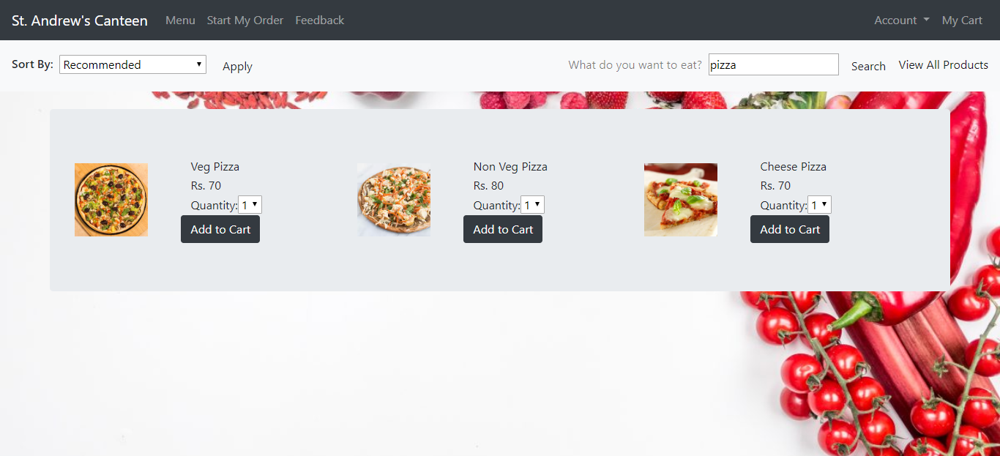 St. Andrew's Canteen Menu Start My Order Feedback Account My Cart
Sort By: Recommended Apply What do you want to eat? pizza Search View All Products
Veg Pizza
Rs. 70
Quantity: 1
Add to Cart
Non Veg Pizza
Rs. 80
Quantity: 1
Add to Cart
Cheese Pizza
Rs. 70
Quantity: 1
Add to Cart